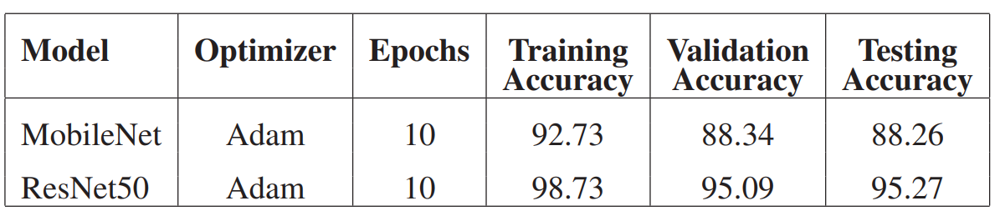 Model Optimizer Epochs Training Accuracy Validation Accuracy Testing Accuracy
MobileNet Adam 10 92.73 88.34 88.26
ResNet50 Adam 10 98.73 95.09 95.27